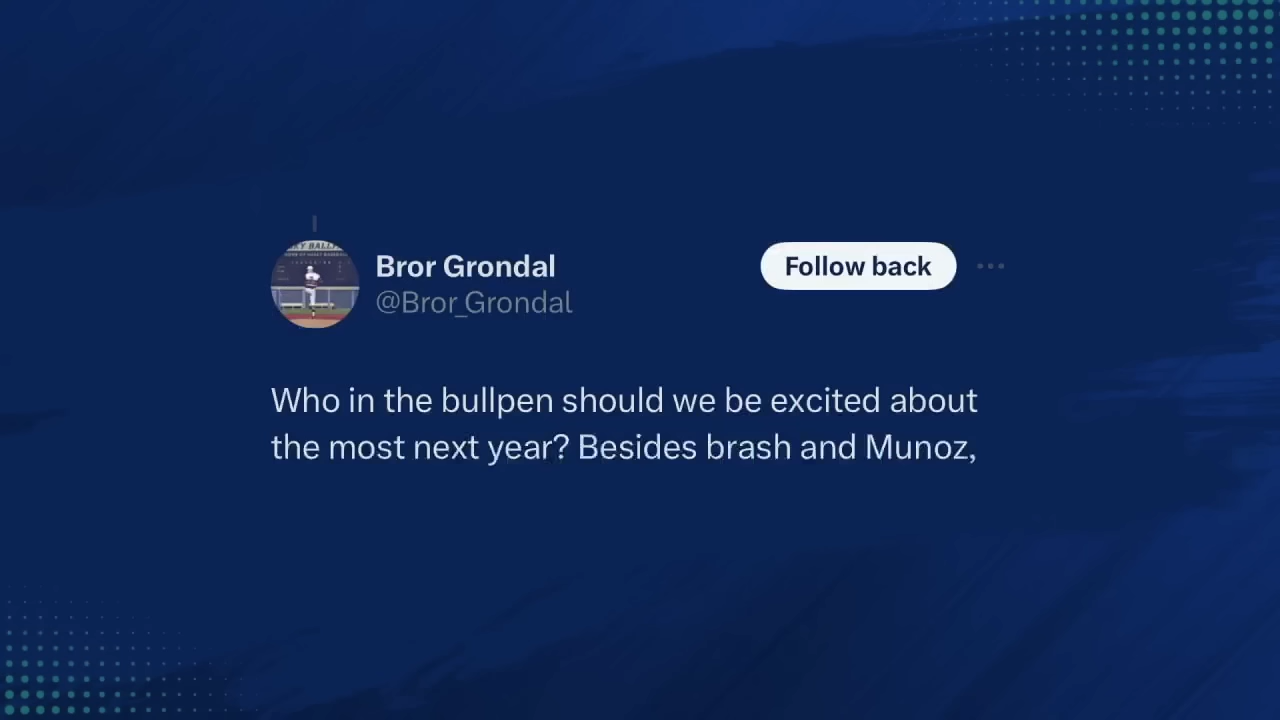 Bror Grondal
Follow back
@Bror_Grondal
Who in the bullpen should we be excited about
the most next year? Besides brash and Munoz,